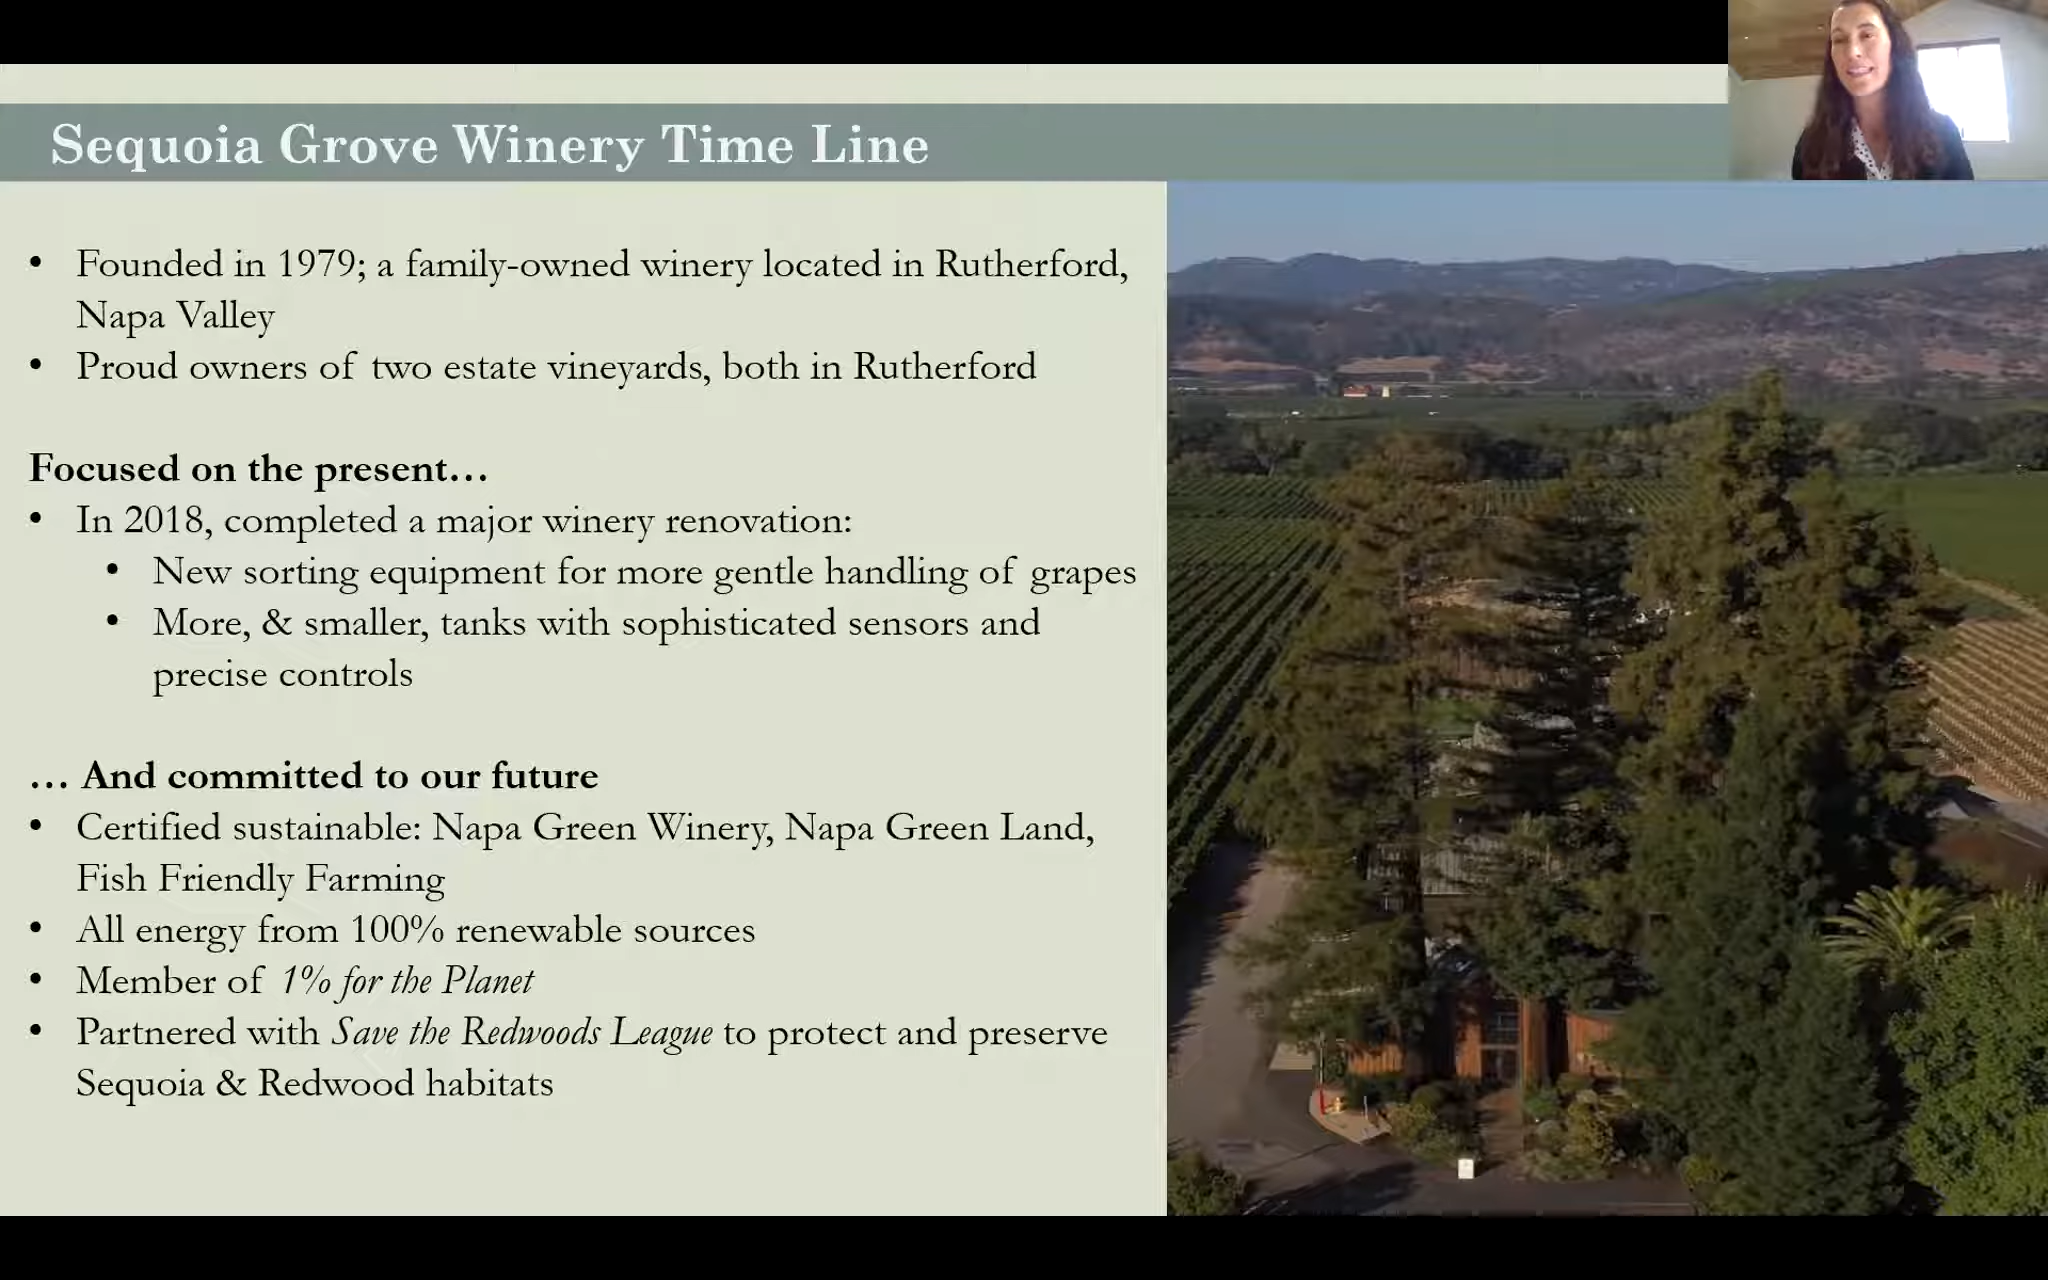 Sequoia Grove Winery Time Line
• Founded in 1979; a family-owned winery located in Rutherford,
Napa Valley
• Proud owners of two estate vineyards, both in Rutherford
Focused on the present…
• In 2018, completed a major winery renovation:
• New sorting equipment for more gentle handling of grapes
• More, & smaller, tanks with sophisticated sensors and
precise controls
… And committed to our future
• Certified sustainable: Napa Green Winery, Napa Green Land,
Fish Friendly Farming
• All energy from 100% renewable sources
• Member of 1% for the Planet
• Partnered with Save the Redwoods League to protect and preserve
Sequoia & Redwood habitats